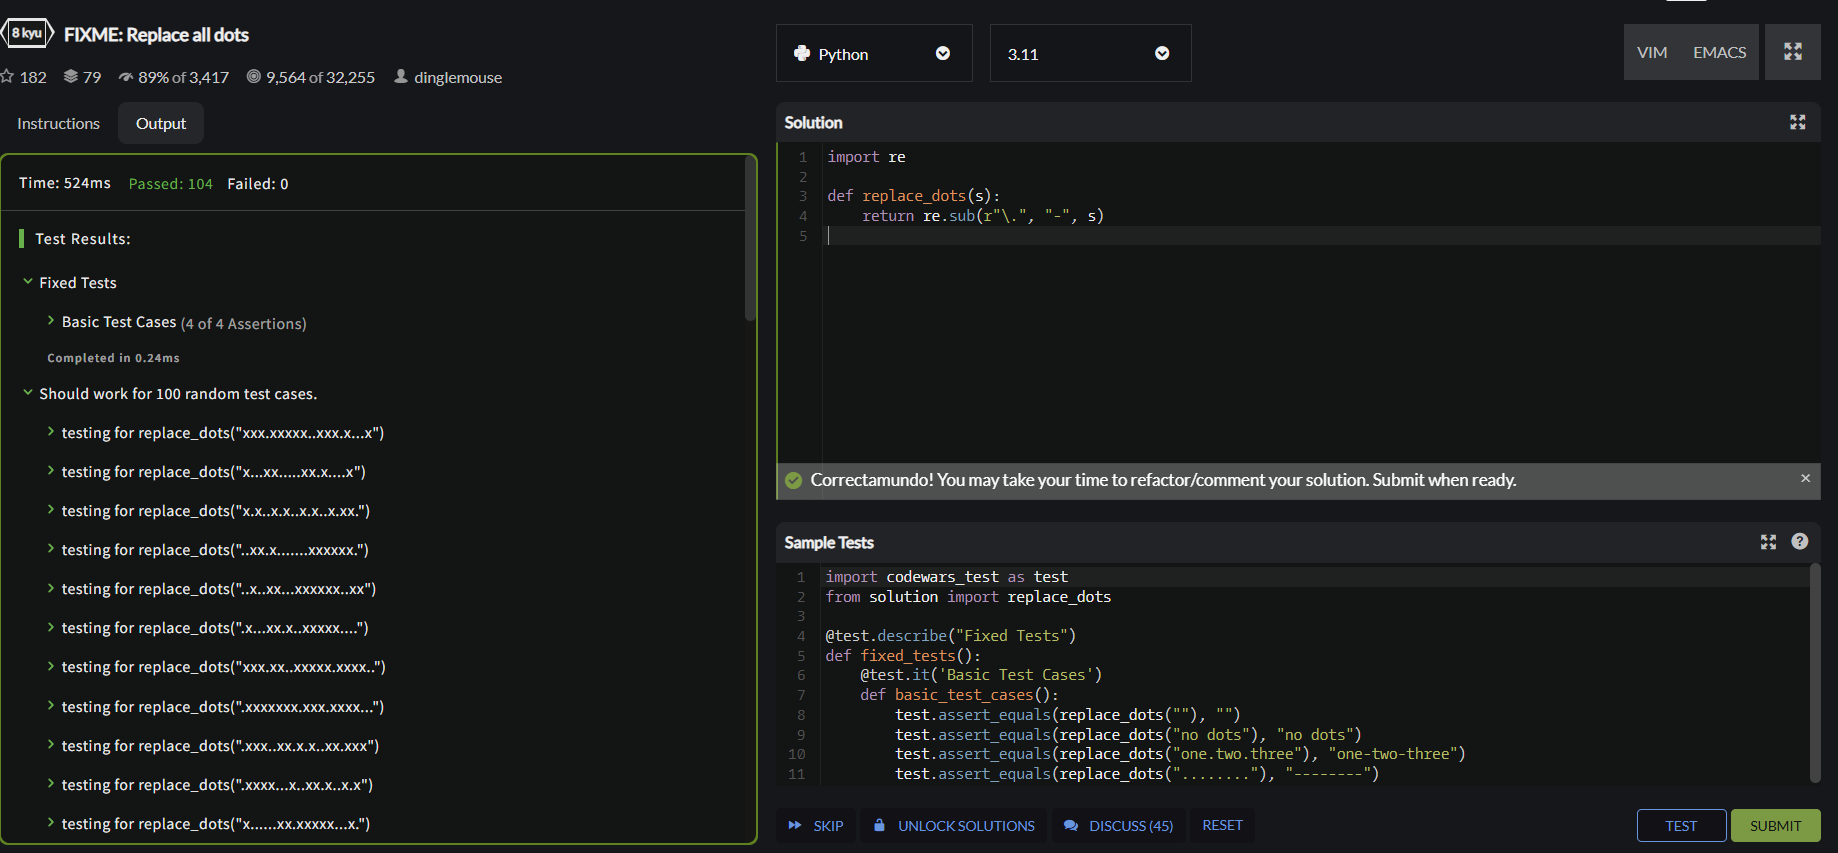 8 kyu FIXME: Replace all dots
182 79 89% of 3,417 9,564 of 32,255 dinglemouse
Instructions Output
Time: 524ms Passed: 104 Failed: 0
Test Results:
Fixed Tests
Basic Test Cases (4 of 4 Assertions)
Completed in 0.24ms
Should work for 100 random test cases.
testing for replace_dots("xxx.xxxxx..xxx.x...x")
testing for replace_dots("x...xx.....xx.x....x")
testing for replace_dots("x.x..x.x..x.x..x.xx.")
testing for replace_dots("..xx.x.......xxxxxx.")
testing for replace_dots("..x..xx...xxxxxx..xx")
testing for replace_dots(".x...xx.x..xxxxx....")
testing for replace_dots("xxx.xx..xxxxx.xxxx..")
testing for replace_dots(".xxxxxxx.xxx.xxxx...")
testing for replace_dots(".xxx..xx.x.x..xx.xxx")
testing for replace_dots(".xxxx...x..xx.x..x.x")
testing for replace_dots("x......xx.xxxxx...x.")
Python 3.11 VIM EMACS
Solution
1 import re
2
3 def replace_dots(s):
4 return re.sub(r"\.", "-", s)
5
Correctamundo! You may take your time to refactor/comment your solution. Submit when ready. ×
Sample Tests ?
1 import codewars_test as test
2 from solution import replace_dots
3
4 @test.describe("Fixed Tests")
5 def fixed_tests():
6 @test.it('Basic Test Cases')
7 def basic_test_cases():
8 test.assert_equals(replace_dots(""), "")
9 test.assert_equals(replace_dots("no dots"), "no dots")
10 test.assert_equals(replace_dots("one.two.three"), "one-two-three")
11 test.assert_equals(replace_dots("........"), "--------")
SKIP UNLOCK SOLUTIONS DISCUSS (45) RESET TEST SUBMIT